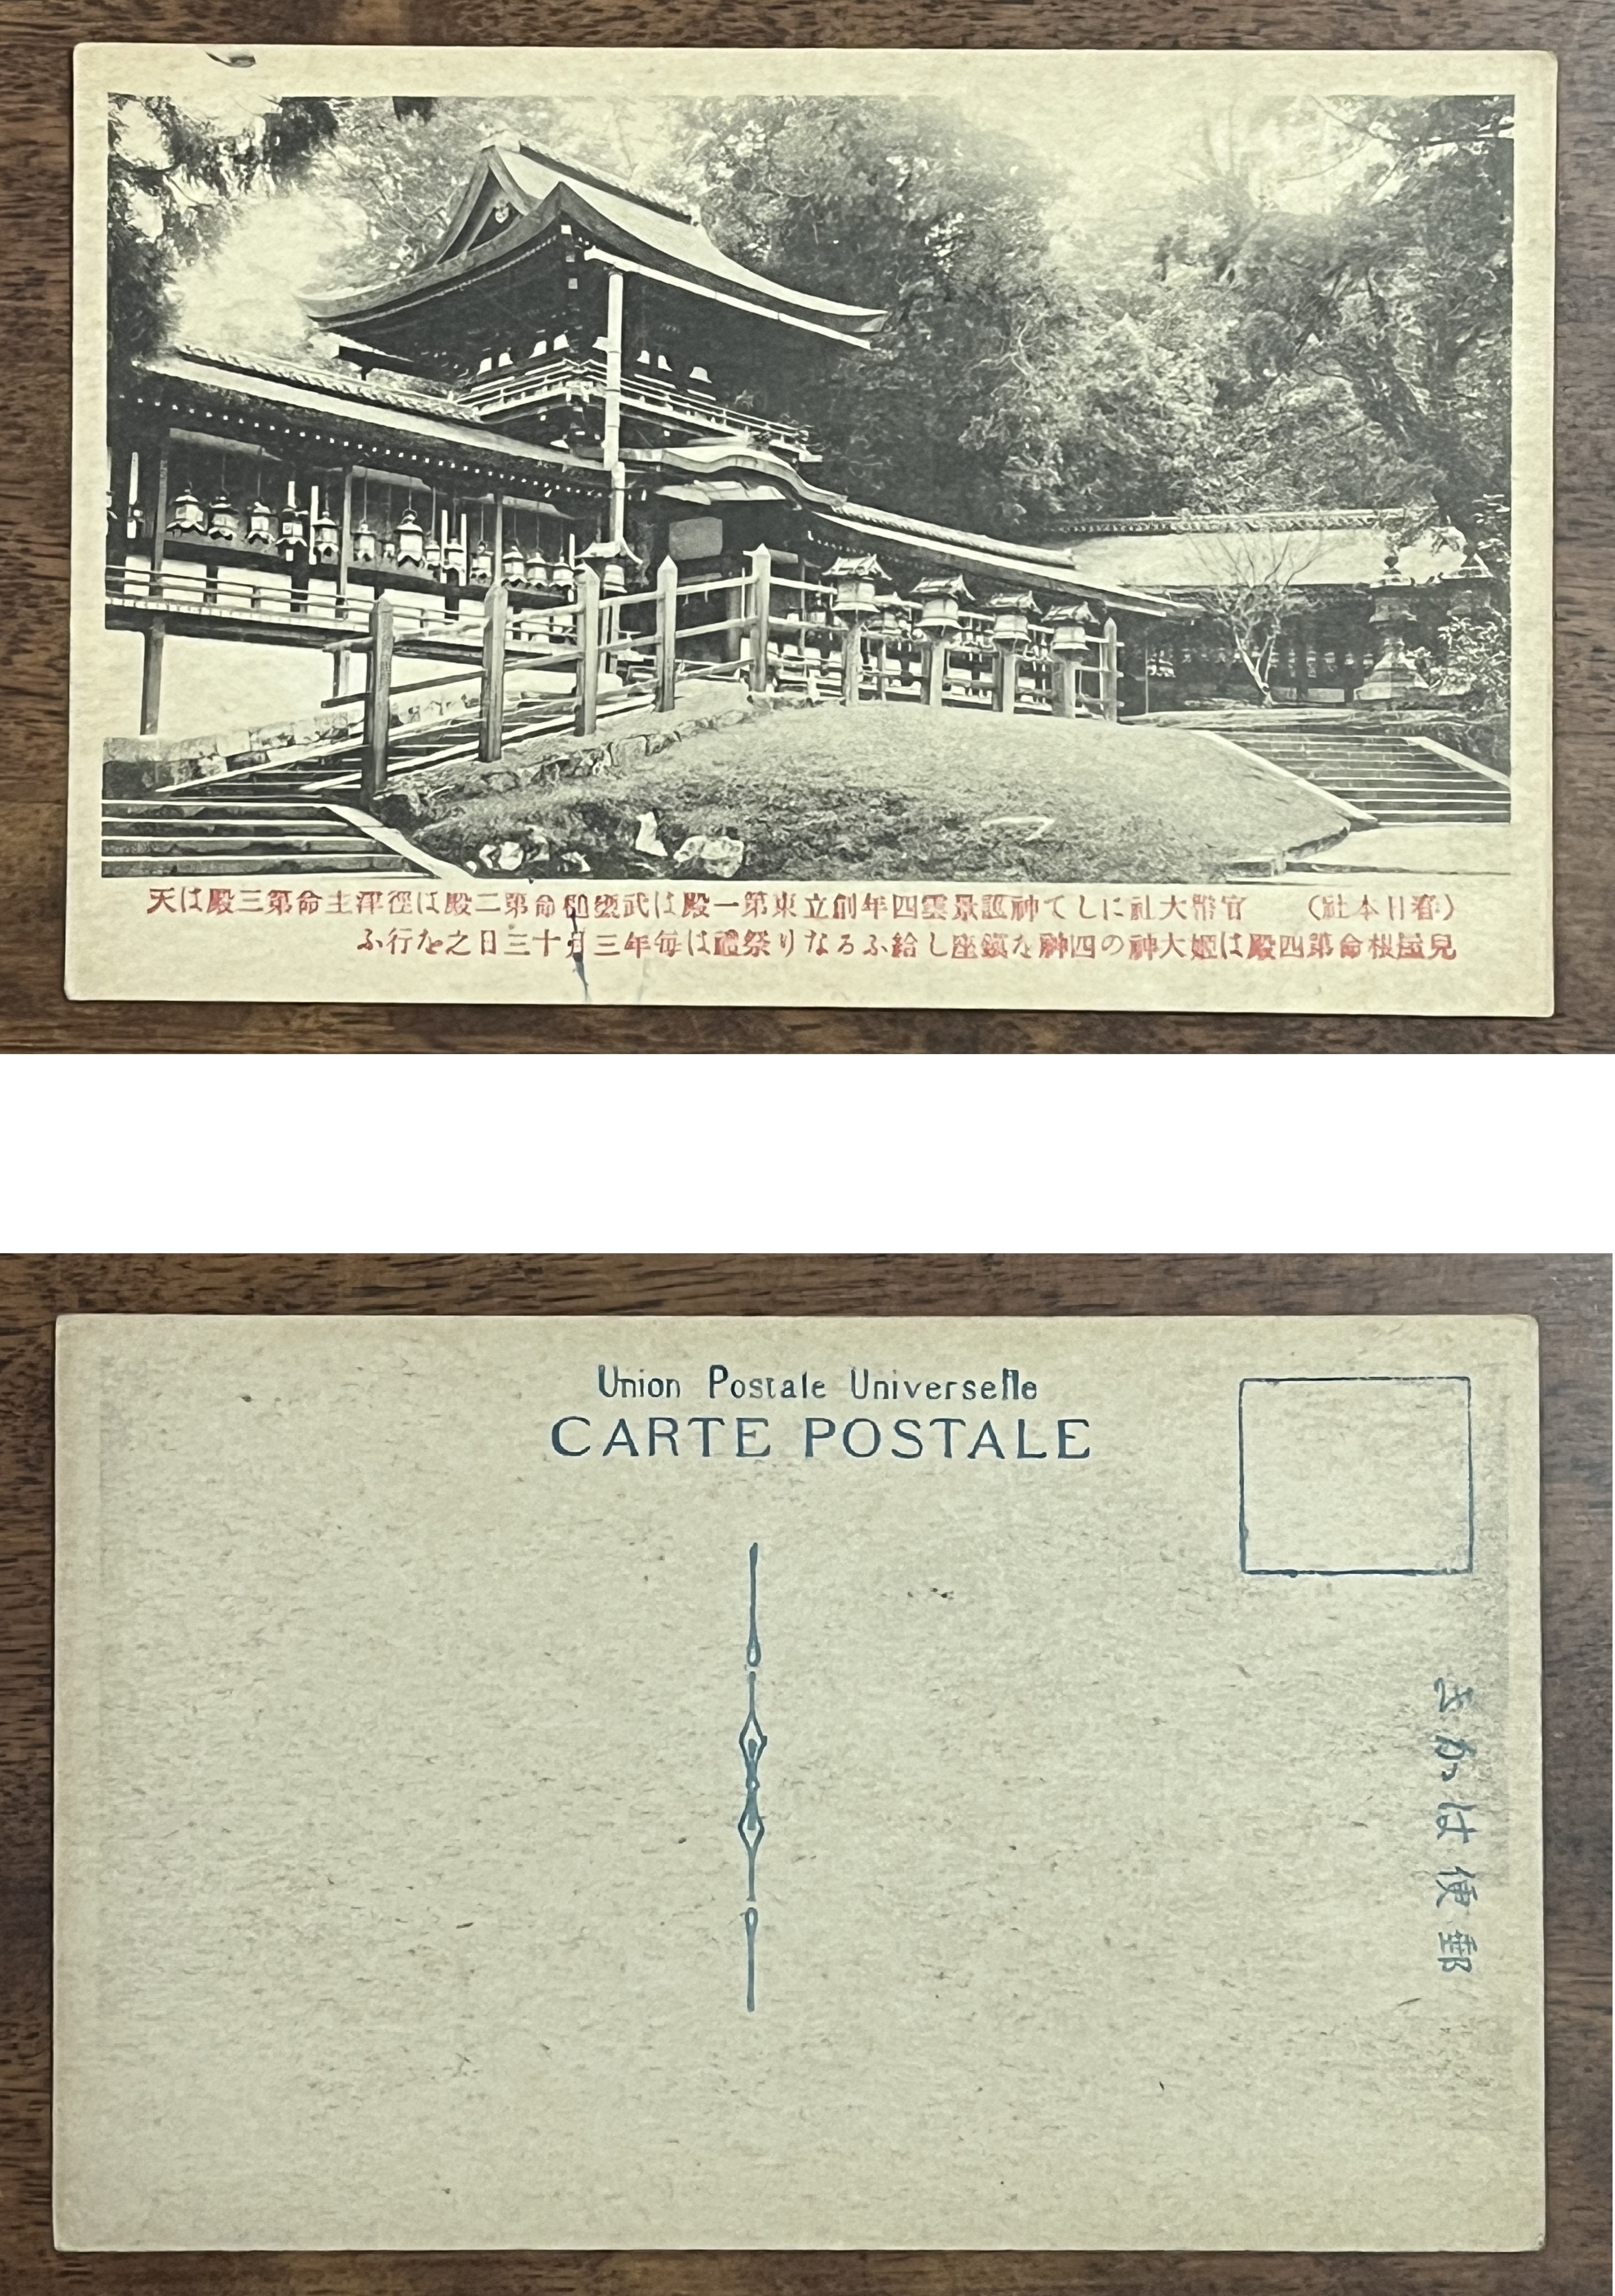 （春日本社）　官幣大社にして神護景雲四年創立東第一殿は武甕槌命第二殿は徑津主命第三殿は天
兒屋根命第四殿は姫大神の四神を鎭座し給ふるなり祭禮は毎年三月十三日之を行ふ
Union Postale Universelle
CARTE POSTALE
郵便はかき